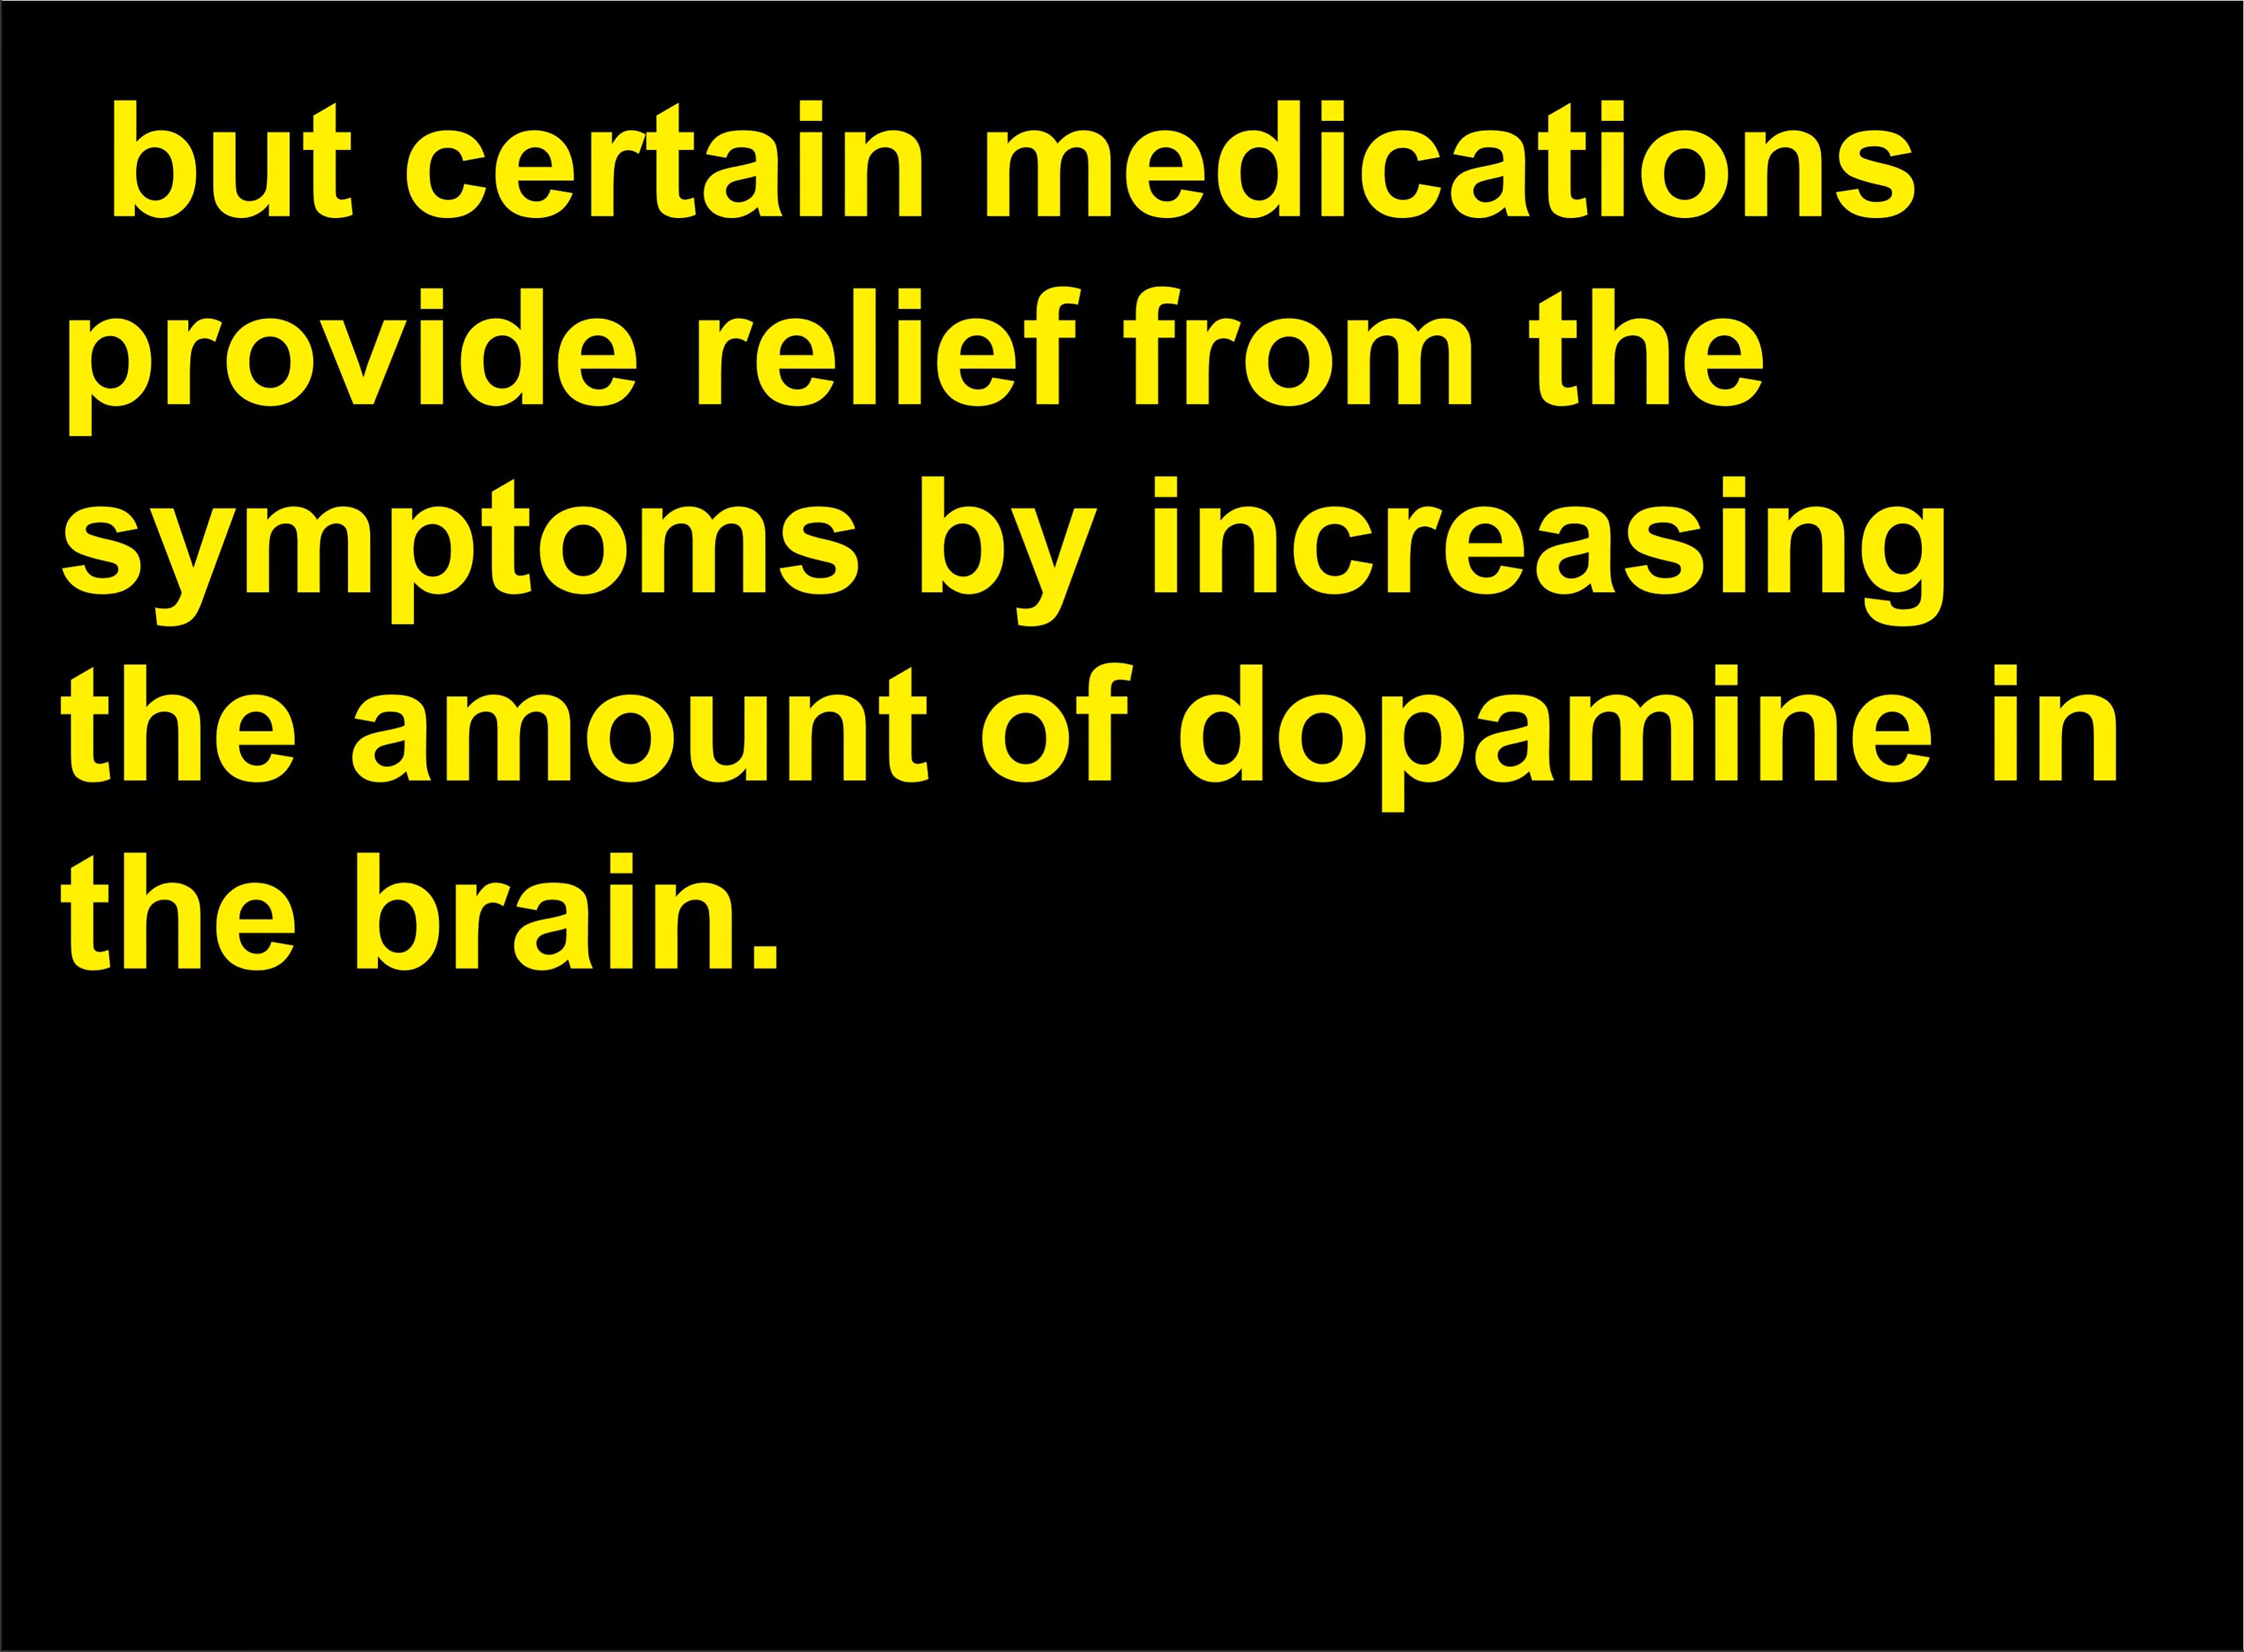 but certain medications
provide relief from the
symptoms by increasing
the amount of dopamine in
the brain.